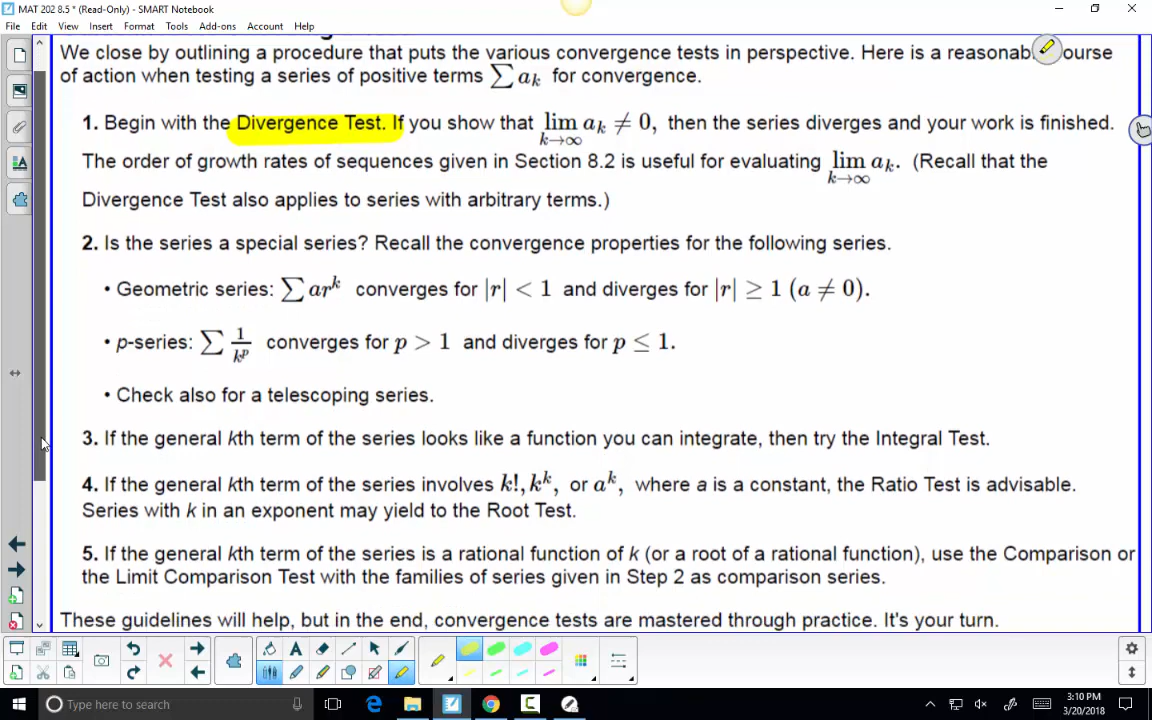 MAT 202 8.5 * (Read-Only) - SMART Notebook
File Edit View Insert Format Tools Add-ons Account Help
We close by outlining a procedure that puts the various convergence tests in perspective. Here is a reasonab ourse
of action when testing a series of positive terms ∑ aₖ for convergence.
1. Begin with the Divergence Test. If you show that lim k→∞ aₖ ≠ 0, then the series diverges and your work is finished.
The order of growth rates of sequences given in Section 8.2 is useful for evaluating lim k→∞ aₖ. (Recall that the
Divergence Test also applies to series with arbitrary terms.)
2. Is the series a special series? Recall the convergence properties for the following series.
• Geometric series: ∑ arᵏ converges for |r| < 1 and diverges for |r| ≥ 1 (a ≠ 0).
• p-series: ∑ 1/kᵖ converges for p > 1 and diverges for p ≤ 1.
• Check also for a telescoping series.
3. If the general kth term of the series looks like a function you can integrate, then try the Integral Test.
4. If the general kth term of the series involves k!, kᵏ, or aᵏ, where a is a constant, the Ratio Test is advisable.
Series with k in an exponent may yield to the Root Test.
5. If the general kth term of the series is a rational function of k (or a root of a rational function), use the Comparison or
the Limit Comparison Test with the families of series given in Step 2 as comparison series.
These guidelines will help, but in the end, convergence tests are mastered through practice. It's your turn.
Type here to search
3:10 PM
3/20/2018